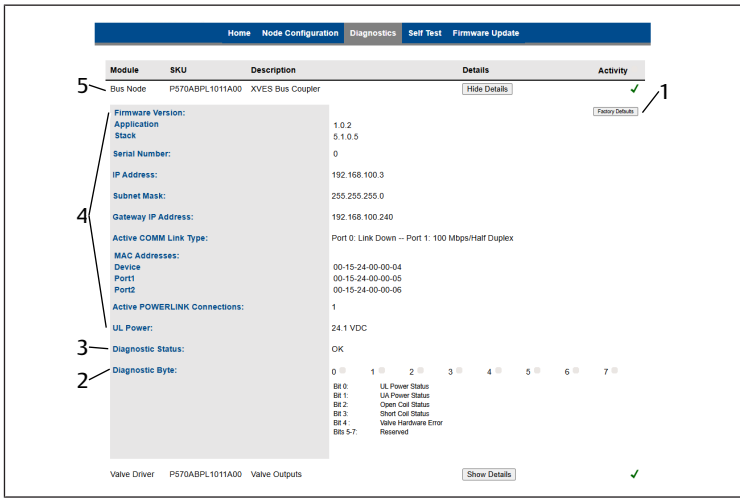 Home Node Configuration Diagnostics Self Test Firmware Update
Module SKU Description Details Activity
5 Bus Node P570ABPL1011A00 XVES Bus Coupler Hide Details 1
Factory Defaults
Firmware Version:
Application 1.0.2
Stack 5.1.0.5
Serial Number: 0
IP Address: 192.168.100.3
Subnet Mask: 255.255.255.0
4 Gateway IP Address: 192.168.100.240
Active COMM Link Type: Port 0: Link Down -- Port 1: 100 Mbps/Half Duplex
MAC Addresses:
Device 00-15-24-00-00-04
Port1 00-15-24-00-00-05
Port2 00-15-24-00-00-06
Active POWERLINK Connections: 1
UL Power: 24.1 VDC
3 Diagnostic Status: OK
2 Diagnostic Byte: 0 1 2 3 4 5 6 7
Bit 0: UL Power Status
Bit 1: UA Power Status
Bit 2: Open Coil Status
Bit 3: Short Coil Status
Bit 4 : Valve Hardware Error
Bits 5-7: Reserved
Valve Driver P570ABPL1011A00 Valve Outputs Show Details